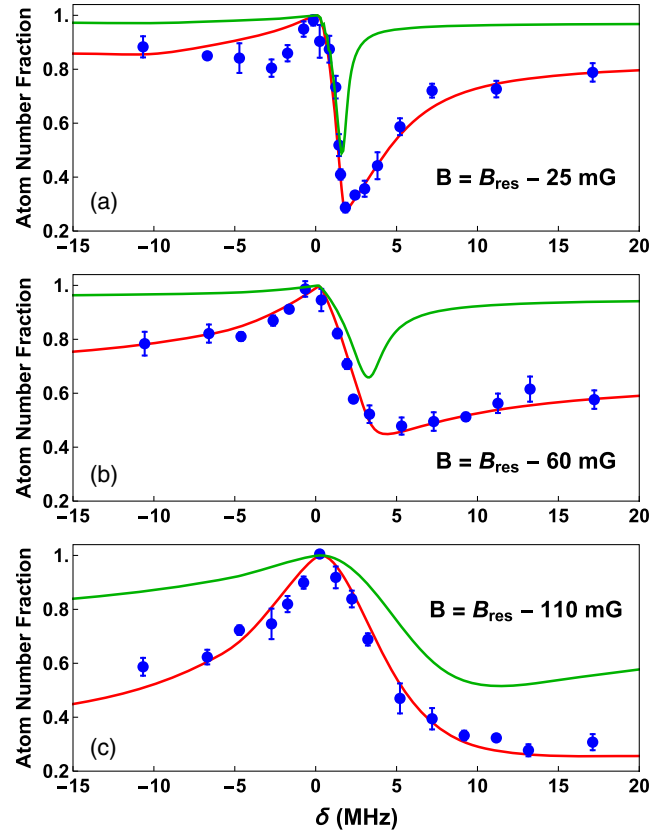 Atom Number Fraction
1.
0.8
0.6
0.4
0.2
(a)
B = Bres − 25 mG
−15 −10 −5 0 5 10 15 20
Atom Number Fraction
1.
0.8
0.6
0.4
0.2
(b)
B = Bres − 60 mG
−15 −10 −5 0 5 10 15 20
Atom Number Fraction
1.
0.8
0.6
0.4
0.2
(c)
B = Bres − 110 mG
−15 −10 −5 0 5 10 15 20
δ (MHz)